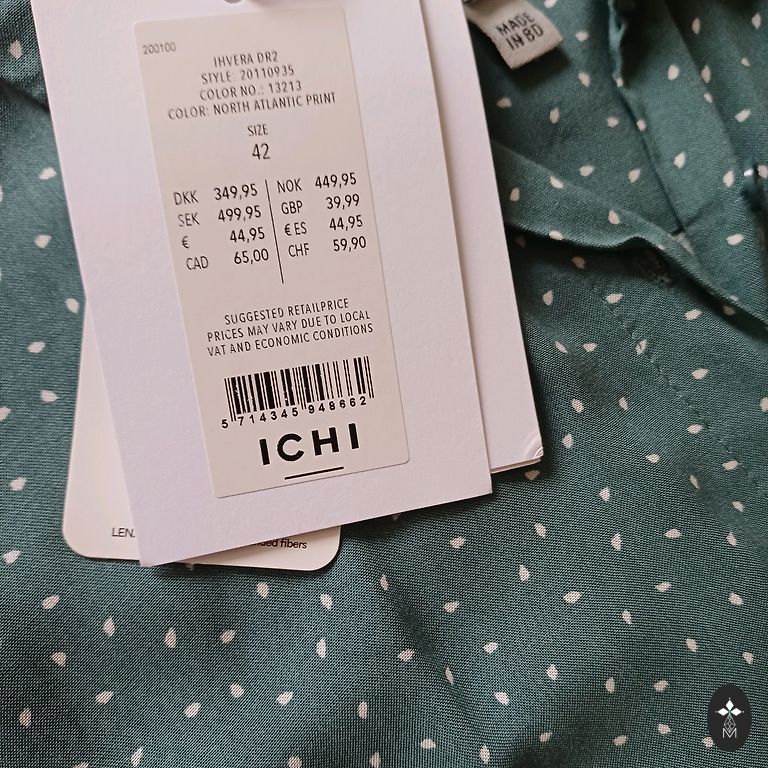 MADE
IN BD
200100
IHVERA DR2
STYLE: 20110935
COLOR NO.: 13213
COLOR: NORTH ATLANTIC PRINT
SIZE
42
DKK 349,95 NOK 449,95
SEK 499,95 GBP 39,99
€ 44,95 € ES 44,95
CAD 65,00 CHF 59,90
SUGGESTED RETAILPRICE
PRICES MAY VARY DUE TO LOCAL
VAT AND ECONOMIC CONDITIONS
5 714345 948662
ICHI
fibers
M